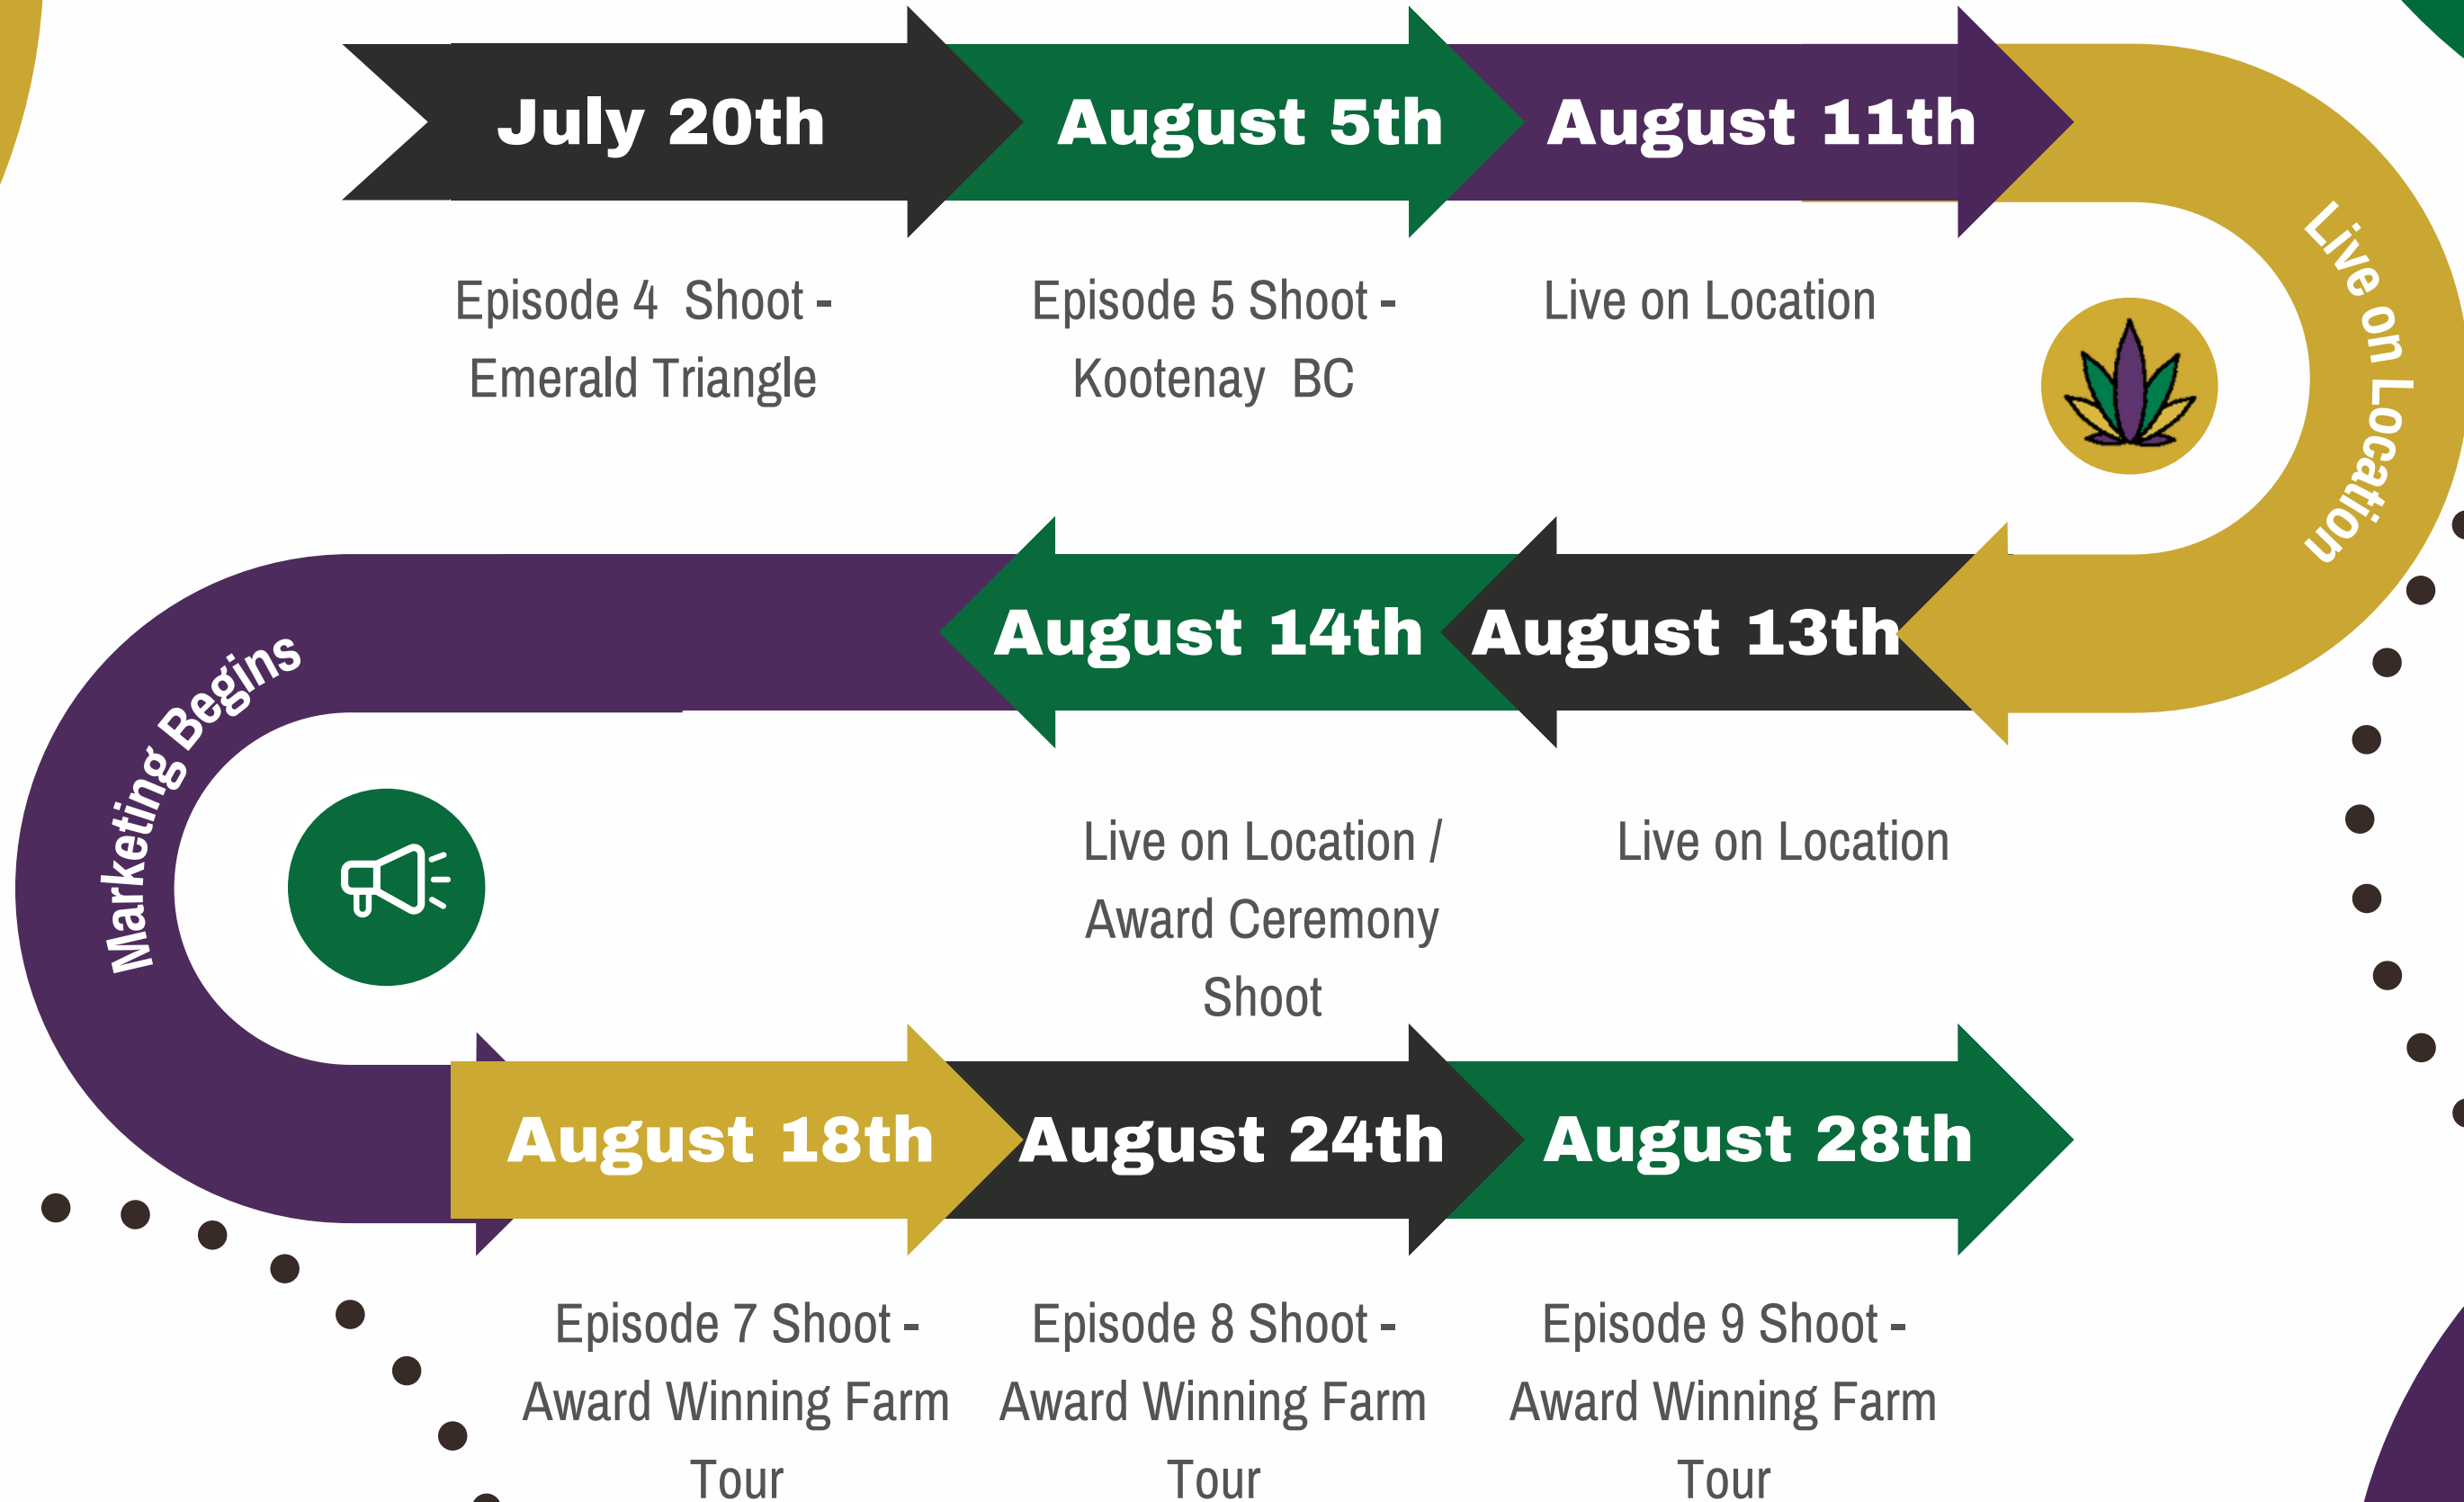 July 20th
August 5th
August 11th
Episode 4 Shoot -
Emerald Triangle
Episode 5 Shoot -
Kootenay BC
Live on Location
Live on Location
August 14th
August 13th
Live on Location /
Award Ceremony
Shoot
Live on Location
Marketing Begins
August 18th
August 24th
August 28th
Episode 7 Shoot -
Award Winning Farm
Tour
Episode 8 Shoot -
Award Winning Farm
Tour
Episode 9 Shoot -
Award Winning Farm
Tour